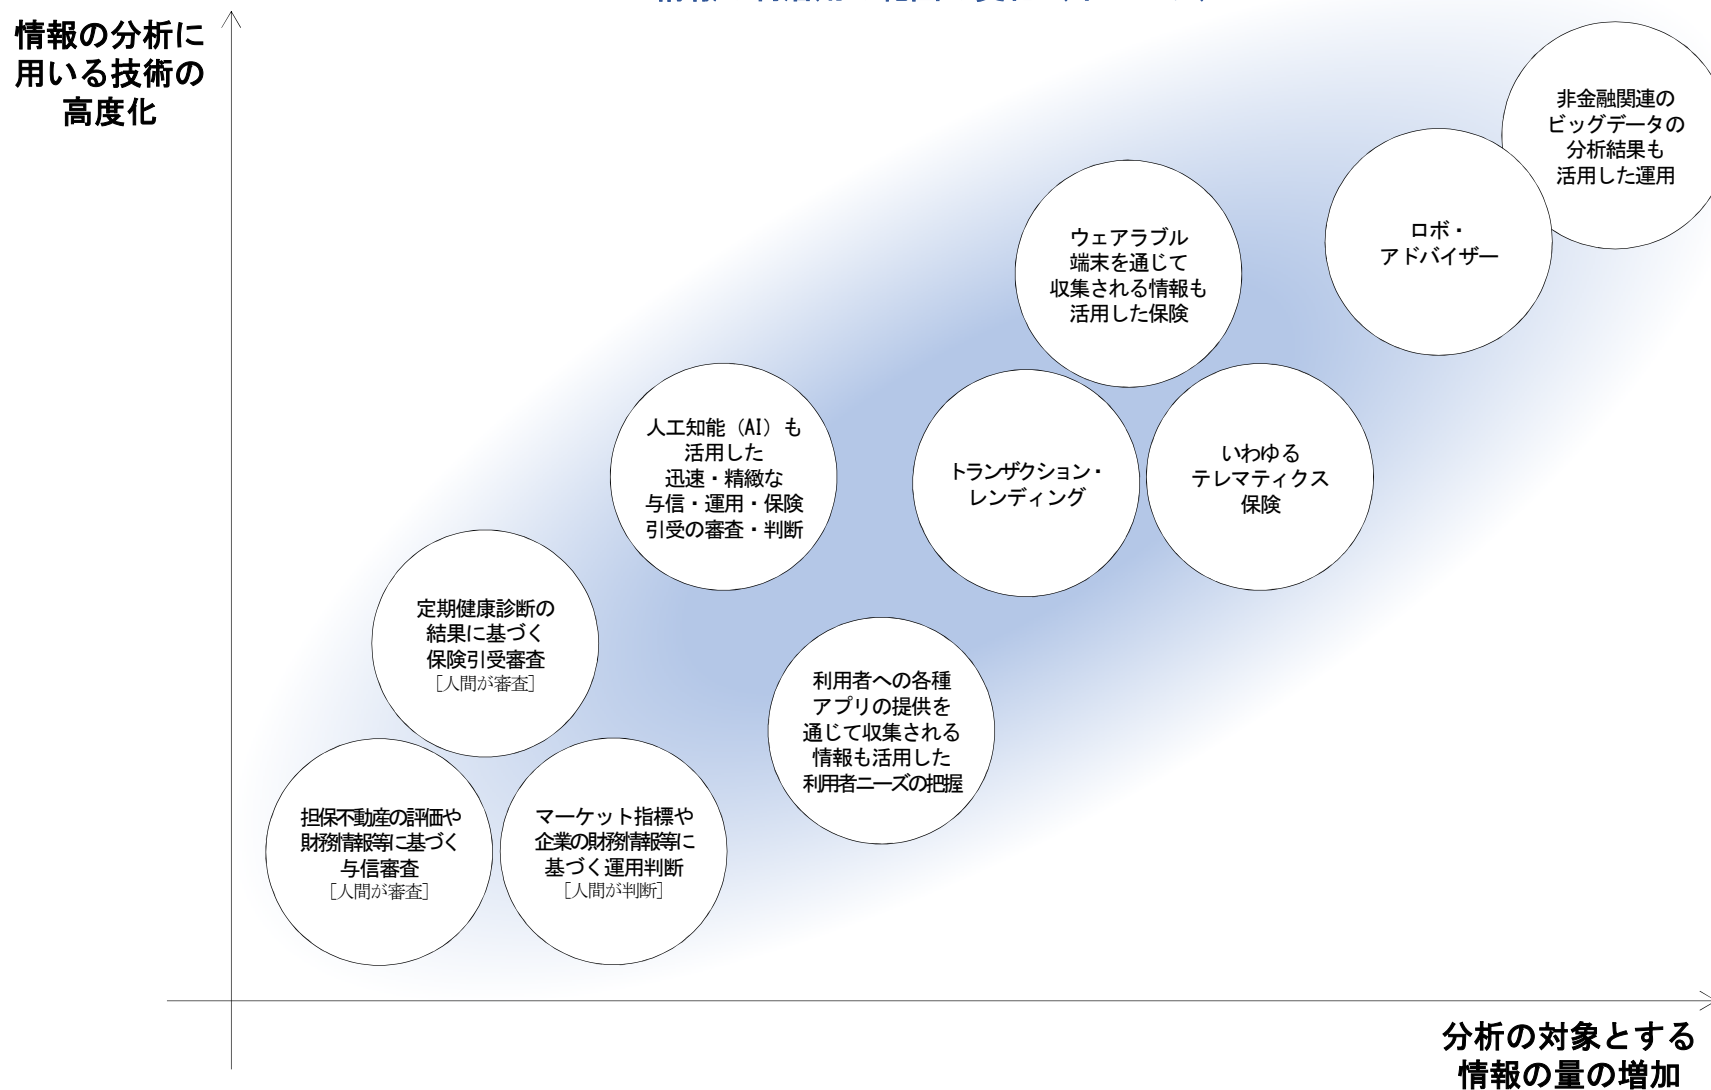 情報の分析に
用いる技術の
高度化
非金融関連の
ビッグデータの
分析結果も
活用した運用
ロボ・
アドバイザー
ウェアラブル
端末を通じて
収集される情報も
活用した保険
人工知能（AI）も
活用した
迅速・精緻な
与信・運用・保険
引受の審査・判断
トランザクション・
レンディング
いわゆる
テレマティクス
保険
定期健康診断の
結果に基づく
保険引受審査
［人間が審査］
利用者への各種
アプリの提供を
通じて収集される
情報も活用した
利用者ニーズの把握
担保不動産の評価や
財務情報等に基づく
与信審査
［人間が審査］
マーケット指標や
企業の財務情報等に
基づく運用判断
［人間が判断］
分析の対象とする
情報の量の増加